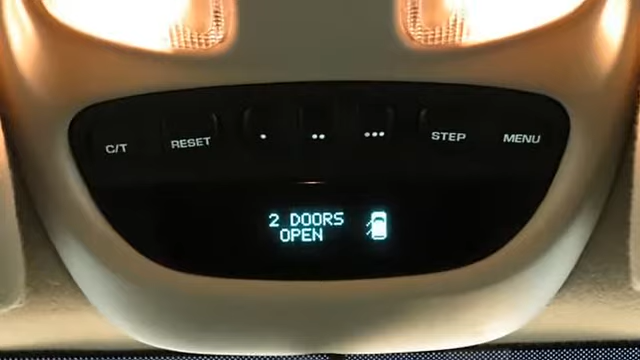 C/T RESET • •• ••• STEP MENU
2 DOORS
OPEN